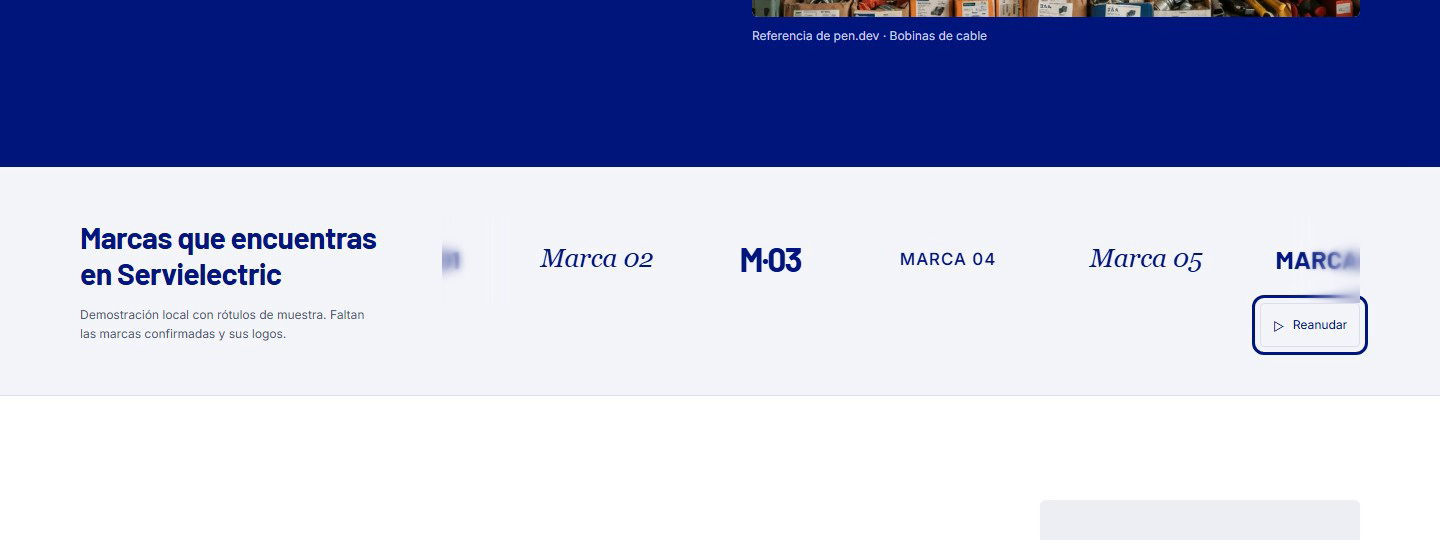 Referencia de pen.dev · Bobinas de cable
Marcas que encuentras
en Servielectric
Demostración local con rótulos de muestra. Faltan
las marcas confirmadas y sus logos.
Marca 02
M·03
MARCA 04
Marca 05
MARCA
Reanudar